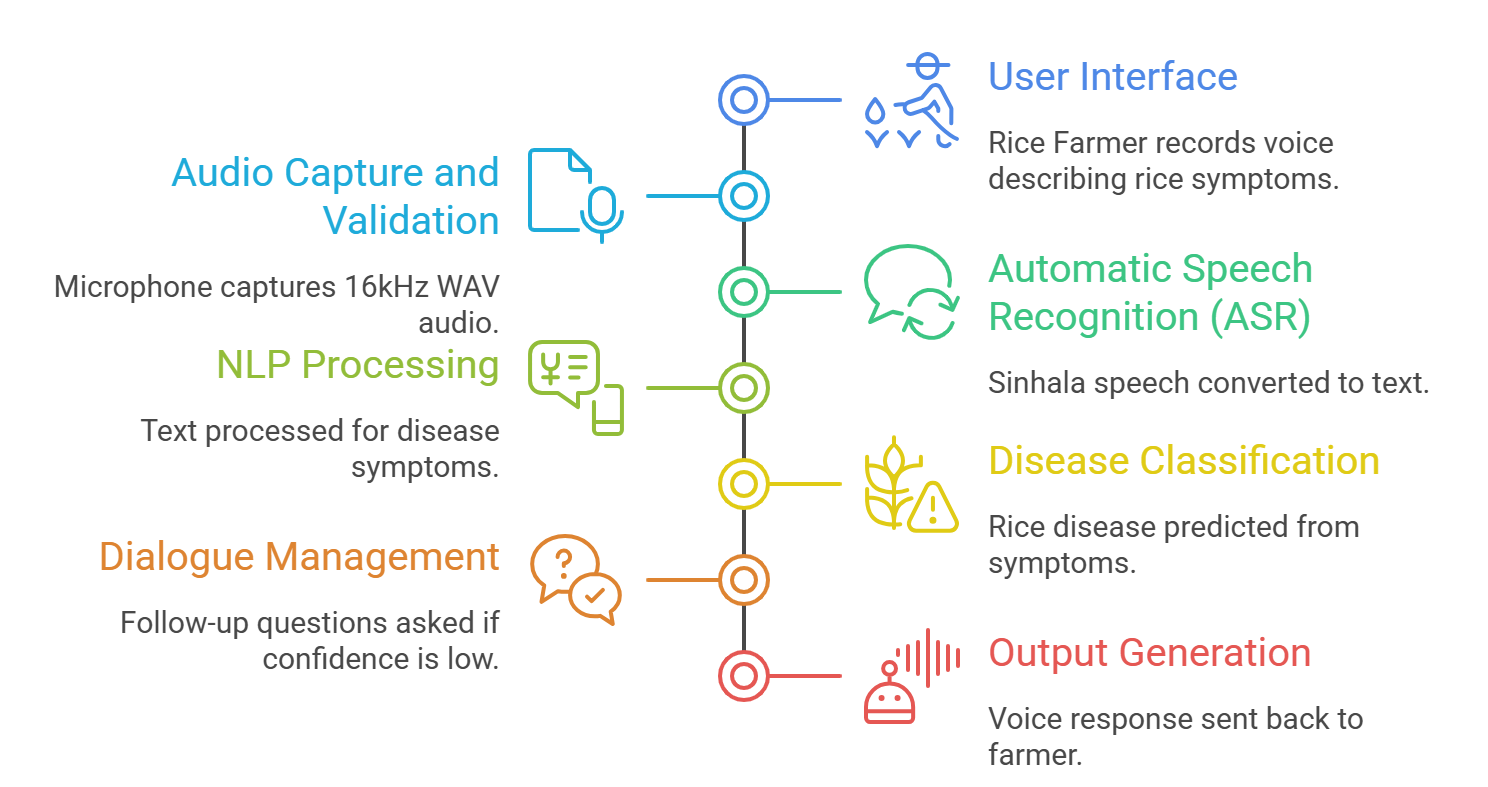 User Interface
Rice Farmer records voice
describing rice symptoms.
Audio Capture and
Validation
Microphone captures 16kHz WAV
audio.
Automatic Speech
Recognition (ASR)
Sinhala speech converted to text.
NLP Processing
Text processed for disease
symptoms.
Disease Classification
Rice disease predicted from
symptoms.
Dialogue Management
Follow-up questions asked if
confidence is low.
Output Generation
Voice response sent back to
farmer.